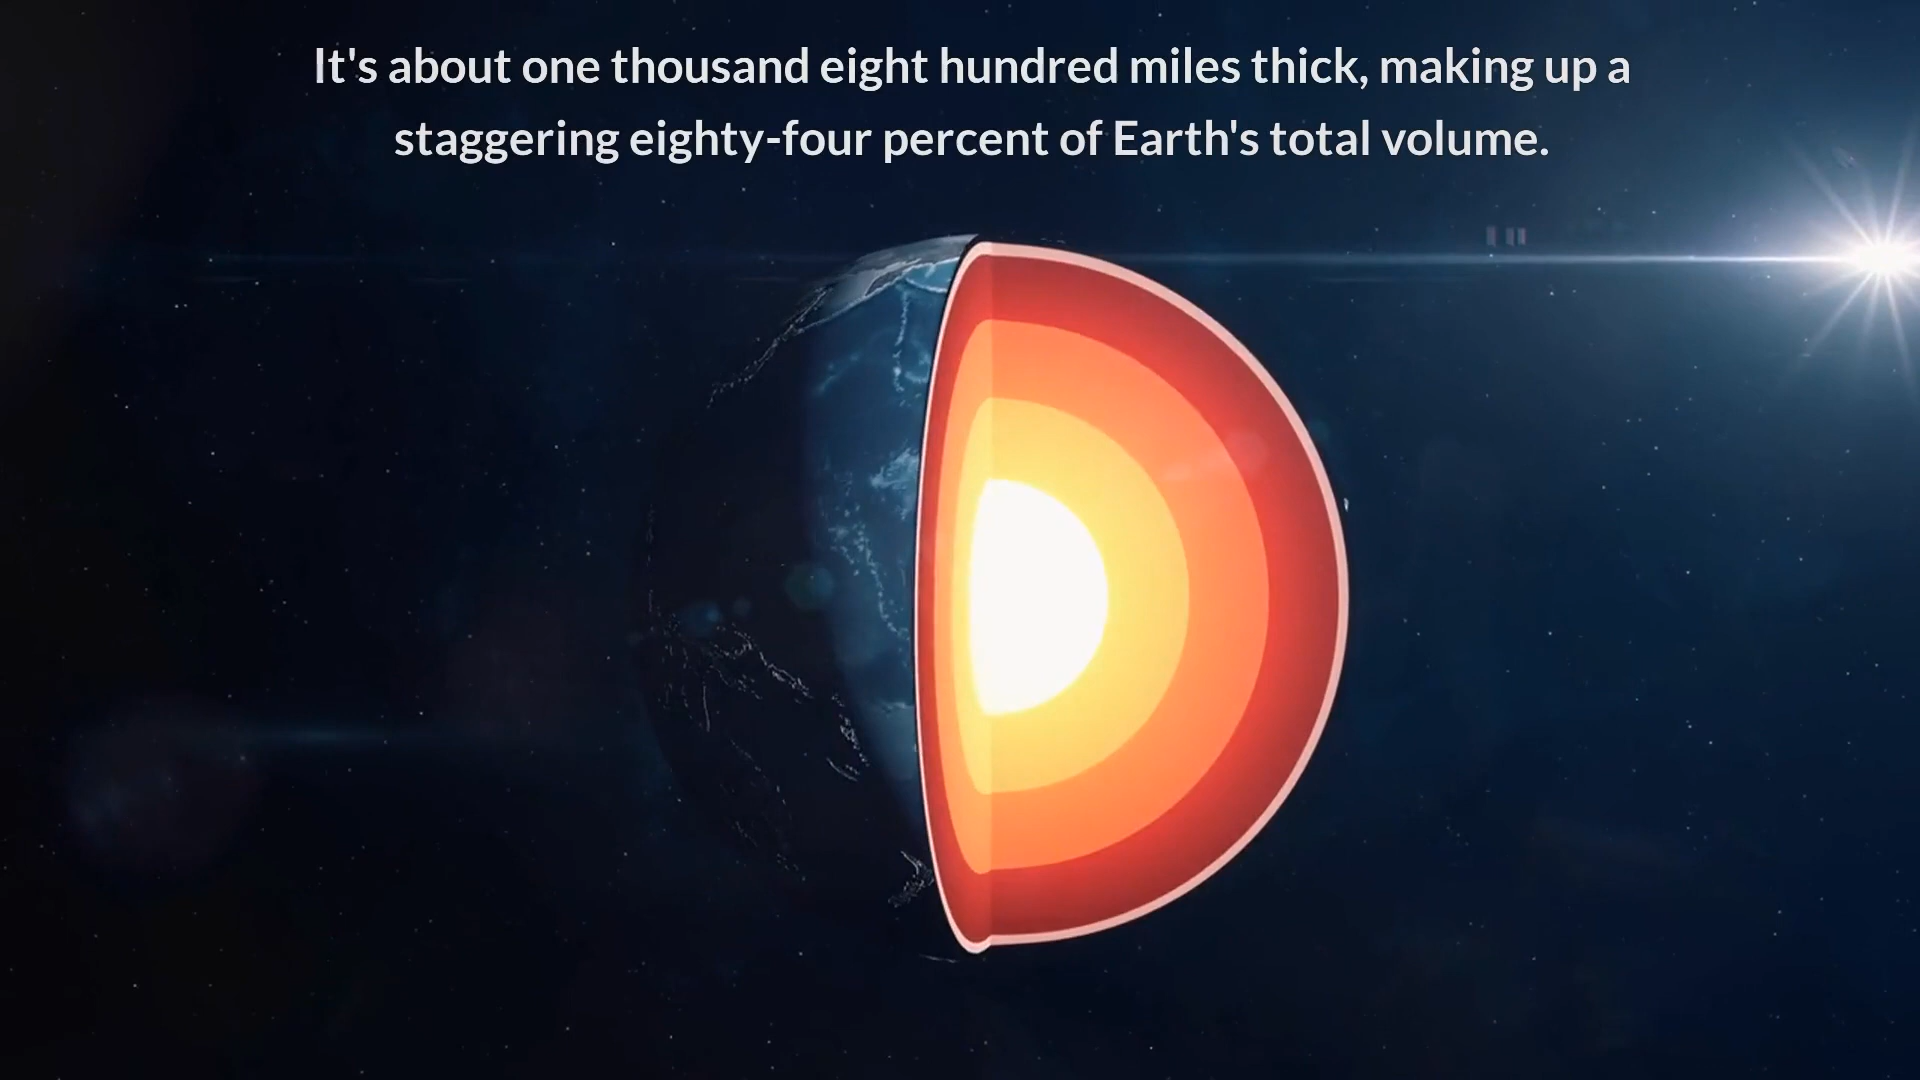 It's about one thousand eight hundred miles thick, making up a
staggering eighty-four percent of Earth's total volume.